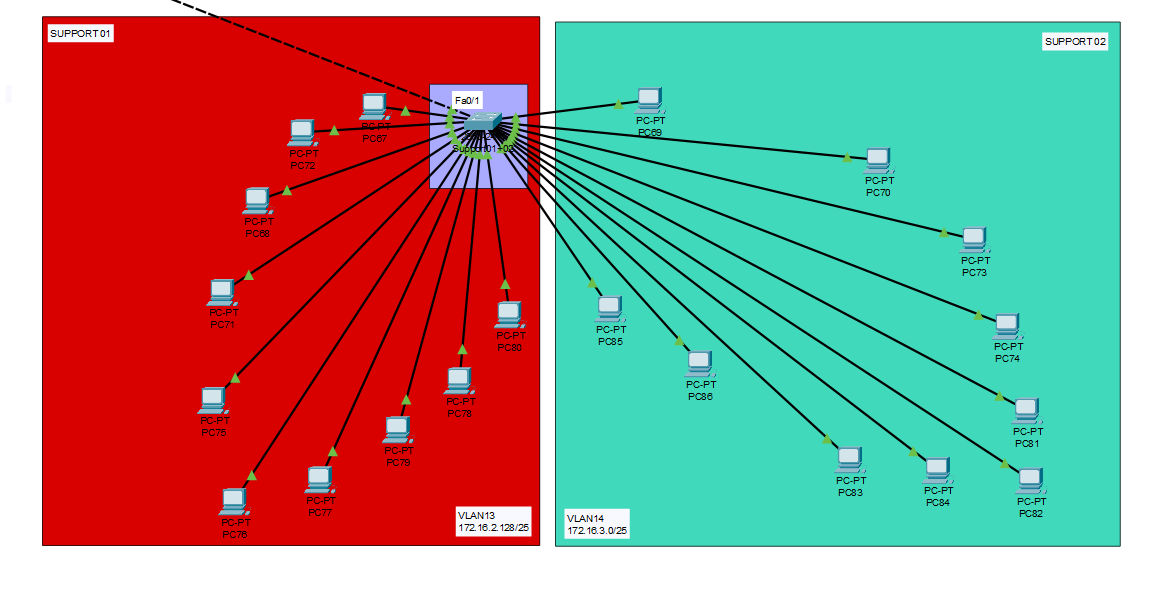 SUPPORT 01
SUPPORT 02
Fa0/1
Support01+02
PC-PT
PC67
PC-PT
PC72
PC-PT
PC68
PC-PT
PC71
PC-PT
PC75
PC-PT
PC76
PC-PT
PC77
PC-PT
PC79
PC-PT
PC78
PC-PT
PC80
VLAN13
172.16.2.128/25
PC-PT
PC69
PC-PT
PC70
PC-PT
PC73
PC-PT
PC74
PC-PT
PC85
PC-PT
PC86
PC-PT
PC81
PC-PT
PC83
PC-PT
PC84
PC-PT
PC82
VLAN14
172.16.3.0/25